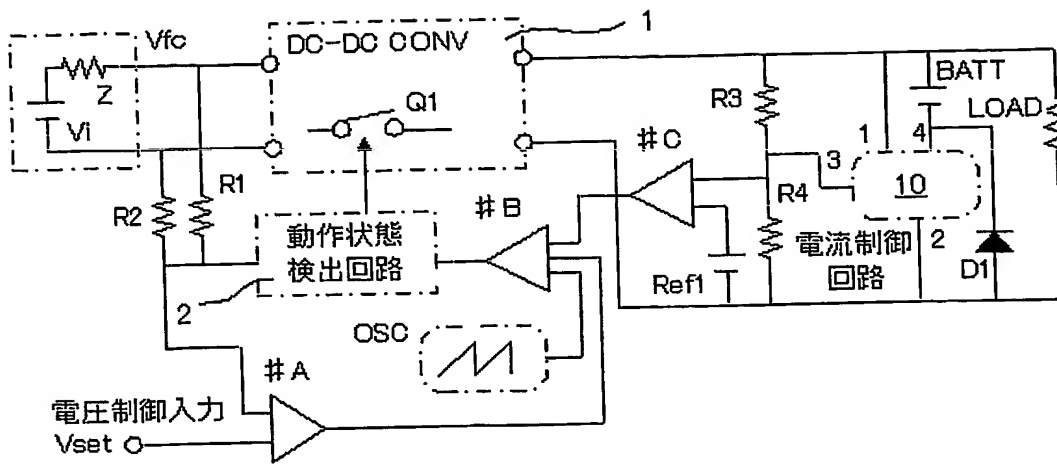 Vfc
Z
Vi
DC-DC CONV
1
Q1
R1
R2
動作状態
検出回路
2
#B
#C
OSC
#A
電圧制御入力
Vset
R3
R4
Ref1
1
3
4
10
2
電流制御
回路
BATT
LOAD
D1